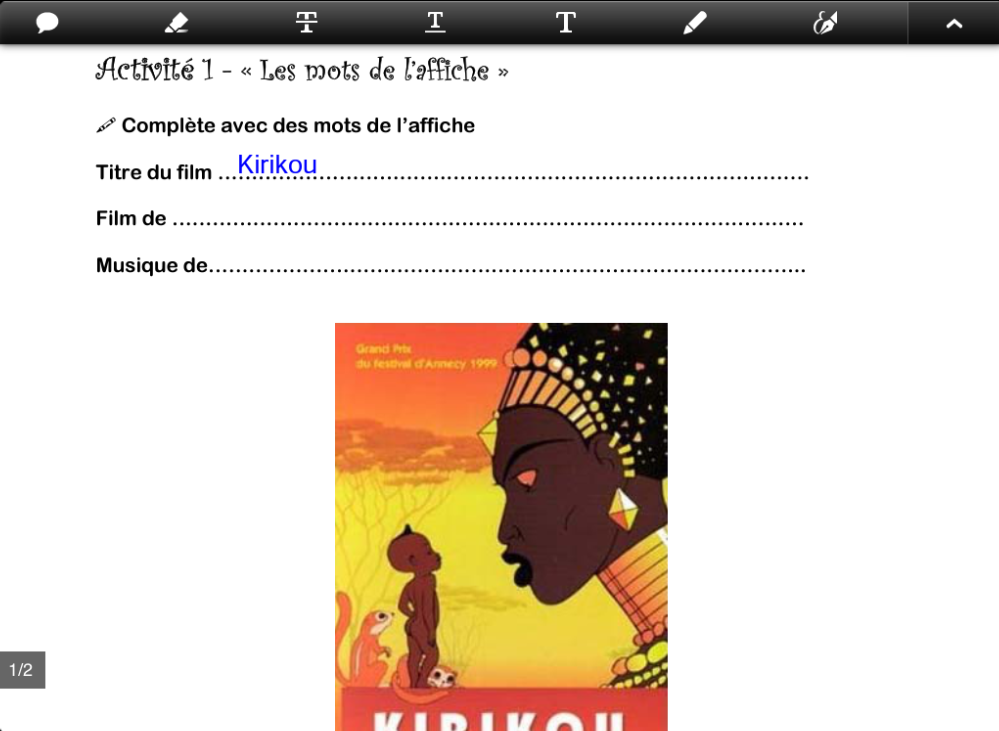 Activité 1 - « Les mots de l'affiche »
Complète avec des mots de l'affiche
Titre du film ...Kirikou..........................................................................
Film de ...............................................................................................
Musique de..........................................................................................
Grand Prix
du festival d'Annecy 1999
1/2
KIRIKOU